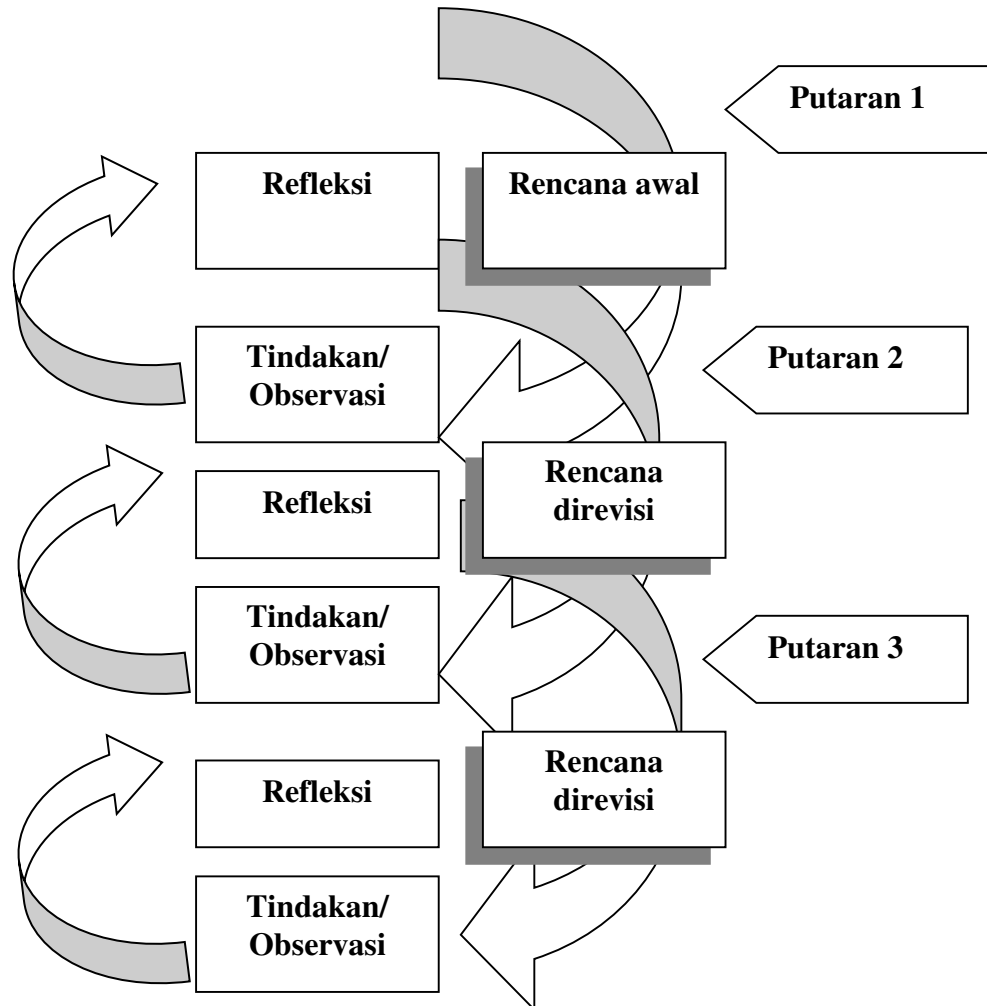 Putaran 1
Refleksi
Rencana awal
Tindakan/
Observasi
Putaran 2
Refleksi
Rencana
direvisi
Tindakan/
Observasi
Putaran 3
Refleksi
Rencana
direvisi
Tindakan/
Observasi